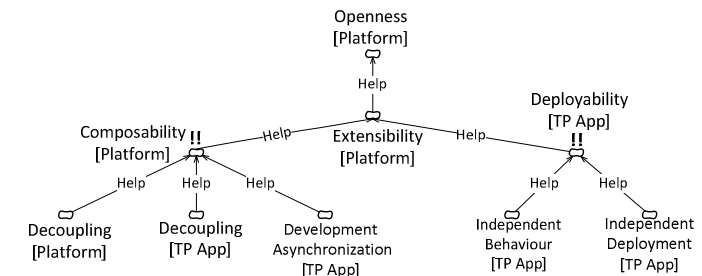 Openness
[Platform]
Help
Deployability
[TP App]
!!
Composability !!
[Platform]
Help
Extensibility
[Platform]
Help
Help
Help
Help
Help
Help
Decoupling
[Platform]
Decoupling
[TP App]
Development
Asynchronization
[TP App]
Independent
Behaviour
[TP App]
Independent
Deployment
[TP App]